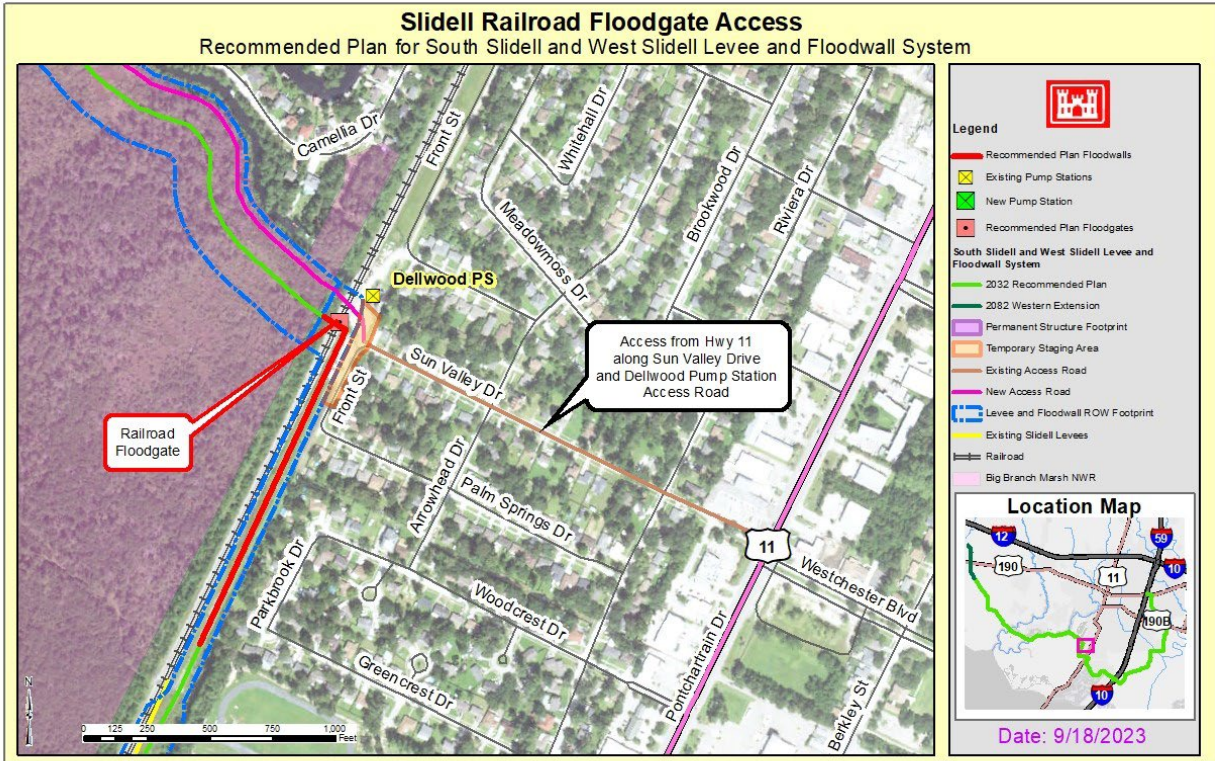 Slidell Railroad Floodgate Access
Recommended Plan for South Slidell and West Slidell Levee and Floodwall System
Camellia Dr
Front St
Whitehall Dr
Meadowmoss Dr
Brookwood Dr
Riviera Dr
Dellwood PS
Access from Hwy 11
along Sun Valley Drive
and Dellwood Pump Station
Access Road
Sun Valley Dr
Front St
Railroad
Floodgate
Arrowhead Dr
Palm Springs Dr
11
Westchester Blvd
Parkbrook Dr
Woodcrest Dr
Greencrest Dr
Pontchartrain Dr
Berkley St
N
0 125 250 500 750 1,000
Feet
Legend
Recommended Plan Floodwalls
Existing Pump Stations
New Pump Station
Recommended Plan Floodgates
South Slidell and West Slidell Levee and
Floodwall System
2032 Recommended Plan
2082 Western Extension
Permanent Structure Footprint
Temporary Staging Area
Existing Access Road
New Access Road
Levee and Floodwall ROW Footprint
Existing Slidell Levees
Railroad
Big Branch Marsh NWR
Location Map
12
59
190
11
10
190B
10
Date: 9/18/2023